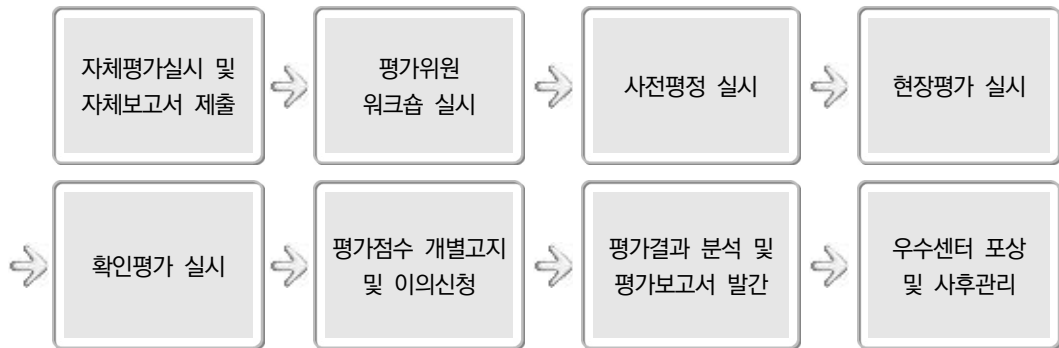 자체평가실시 및
자체보고서 제출
평가위원
워크숍 실시
사전평정 실시
현장평가 실시
확인평가 실시
평가점수 개별고지
및 이의신청
평가결과 분석 및
평가보고서 발간
우수센터 포상
및 사후관리